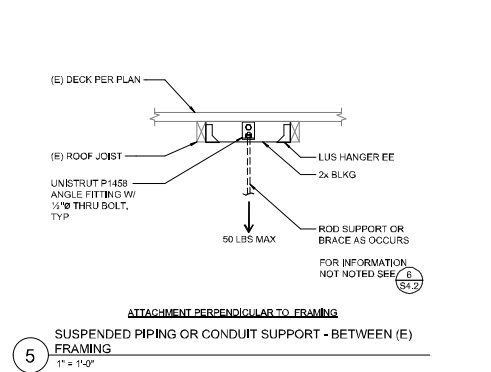 (E) DECK PER PLAN
(E) ROOF JOIST
UNISTRUT P1458
ANGLE FITTING W/
½"Ø THRU BOLT,
TYP
50 LBS MAX
LUS HANGER EE
2x BLKG
ROD SUPPORT OR
BRACE AS OCCURS
FOR INFORMATION
NOT NOTED SEE
6
S4.2
ATTACHMENT PERPENDICULAR TO FRAMING
5
SUSPENDED PIPING OR CONDUIT SUPPORT - BETWEEN (E)
FRAMING
1" = 1'-0"